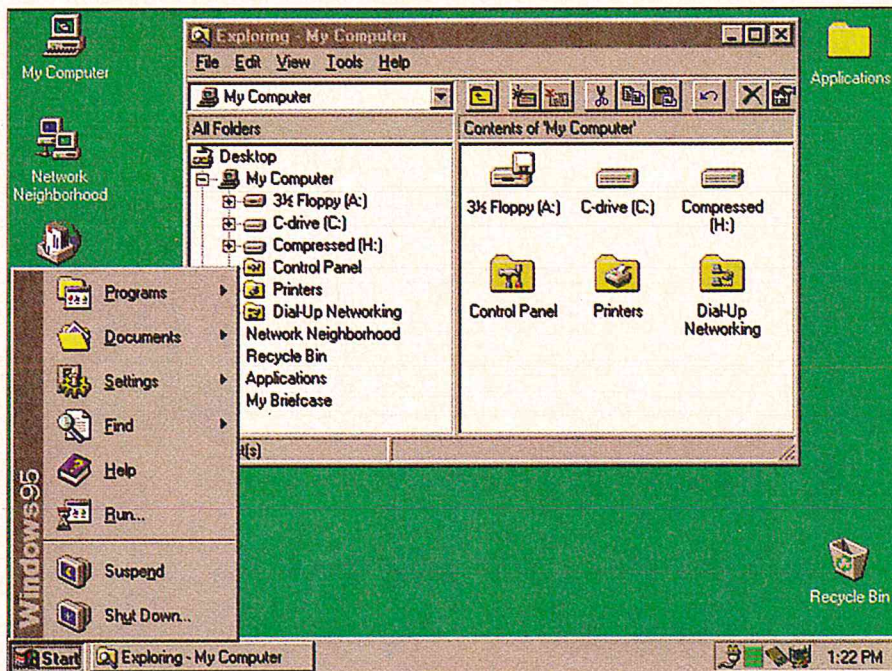 My Computer
Network
Neighborhood
Applications
Recycle Bin
Exploring - My Computer
File Edit View Tools Help
My Computer
All Folders
Contents of 'My Computer'
Desktop
My Computer
3½ Floppy (A:)
C-drive (C:)
Compressed (H:)
Control Panel
Printers
Dial-Up Networking
Network Neighborhood
Recycle Bin
Applications
My Briefcase
3½ Floppy (A:)
C-drive (C:)
Compressed
(H:)
Control Panel
Printers
Dial-Up
Networking
t(s)
Windows95
Programs
Documents
Settings
Find
Help
Run...
Suspend
Shut Down...
Start
Exploring - My Computer
1:22 PM